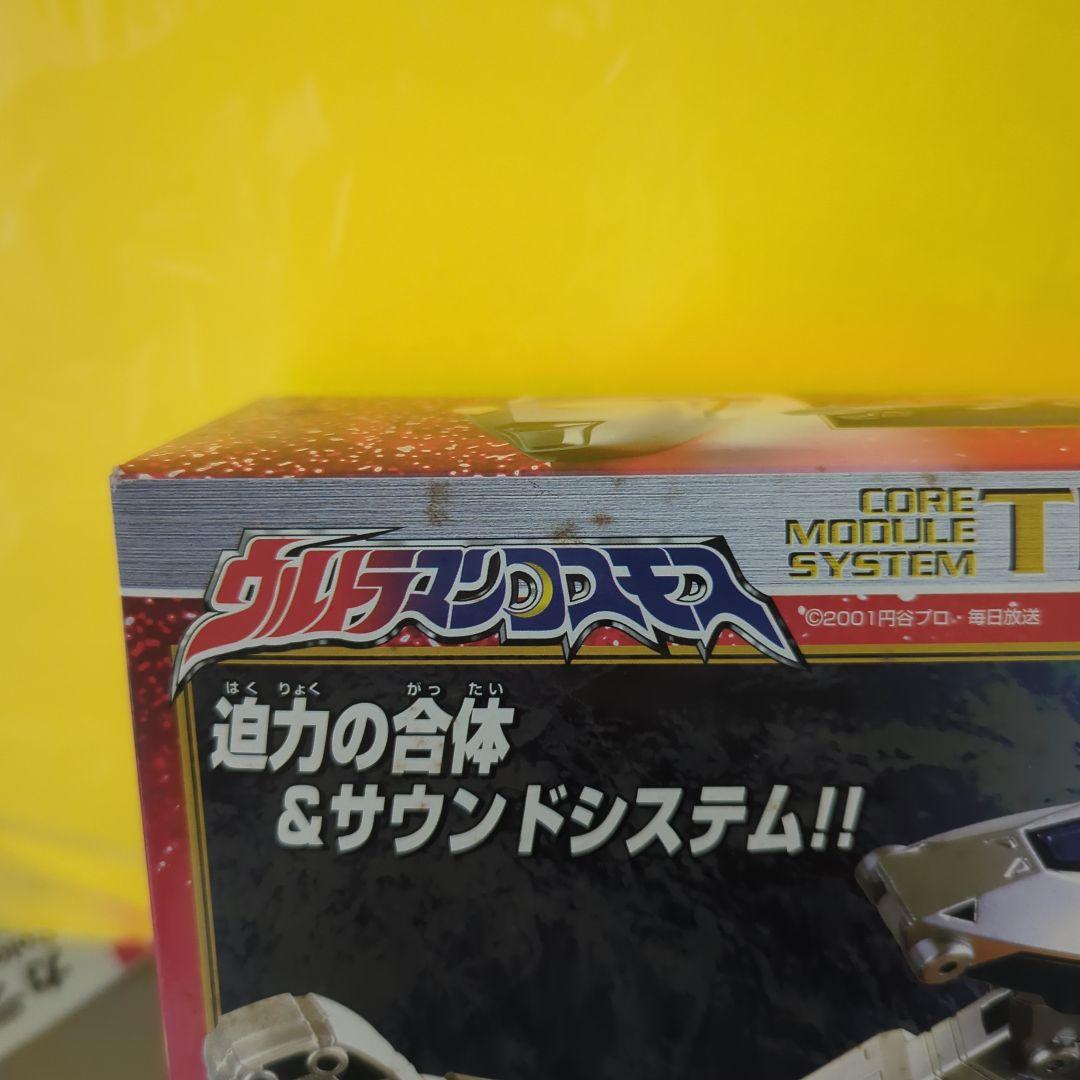 CORE
MODULE
SYSTEM
ウルトラマンコスモス
©2001円谷プロ・毎日放送
はくりょく がったい
迫力の合体
&サウンドシステム!!